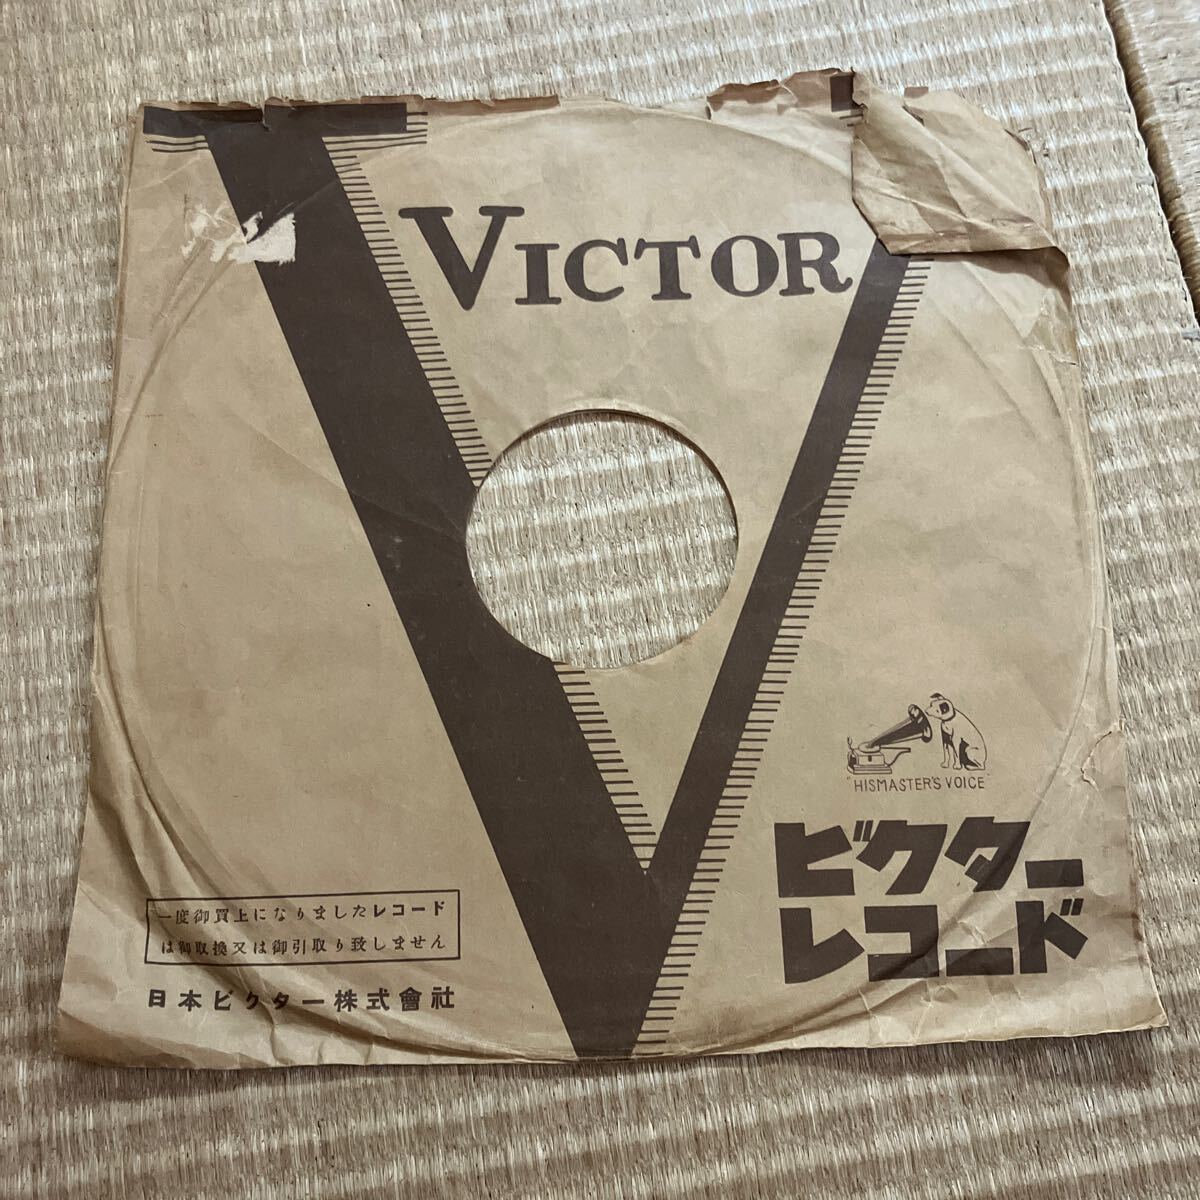 VICTOR
"HISMASTER'S VOICE"
ビクター
レコード
一度御買上になりましたレコード
は御取換又は御引取り致しません
日本ビクター株式會社